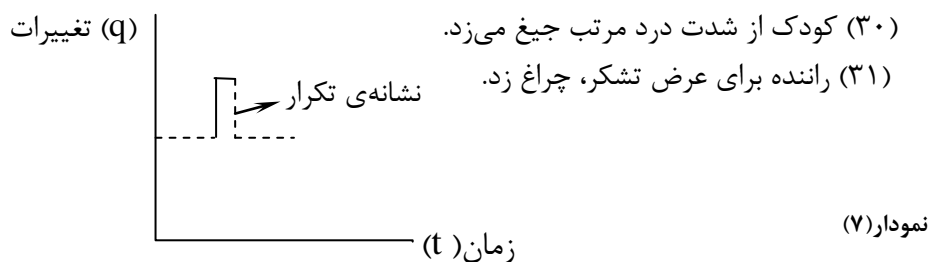 (۳۰) کودک از شدت درد مرتب جیغ می‌زد.
(۳۱) راننده برای عرض تشکر، چراغ زد.
تغییرات (q)
نشانه‌ی تکرار
نمودار(۷)
زمان( t)